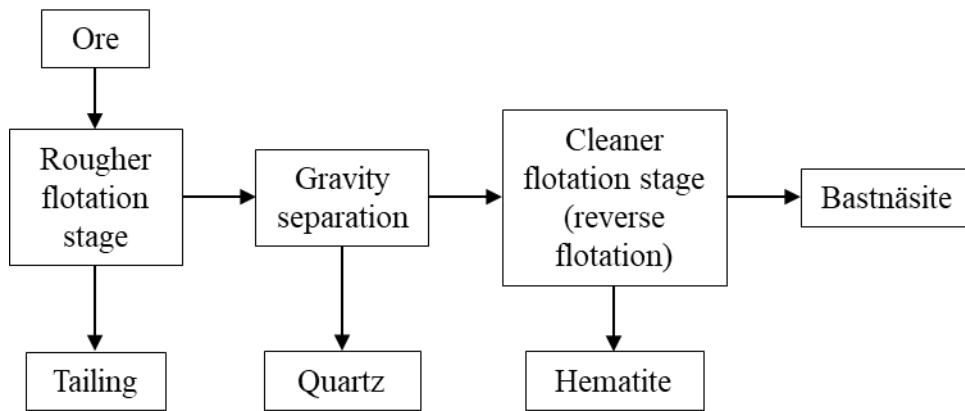 Ore
Rougher
flotation
stage
Gravity
separation
Cleaner
flotation stage
(reverse
flotation)
Bastnäsite
Tailing
Quartz
Hematite